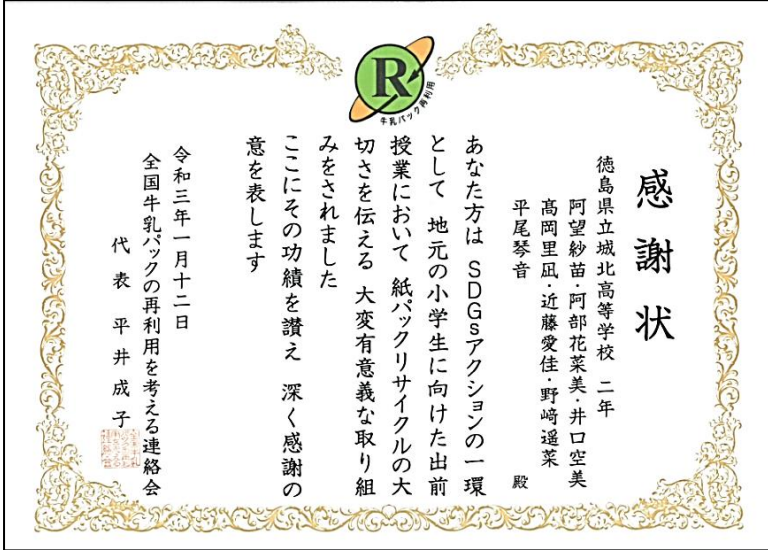 R
牛乳パック再利用
感謝状
徳島県立城北高等学校 二年
阿望紗苗・阿部花菜美・井口空美
髙岡里凪・近藤愛佳・野﨑遥菜
平尾琴音 殿
あなた方は SDGsアクションの一環
として 地元の小学生に向けた出前
授業において 紙パックリサイクルの大
切さを伝える 大変有意義な取り組
みをされました
ここにその功績を讃え 深く感謝の
意を表します
令和三年一月十二日
全国牛乳パックの再利用を考える連絡会
代表 平井成子